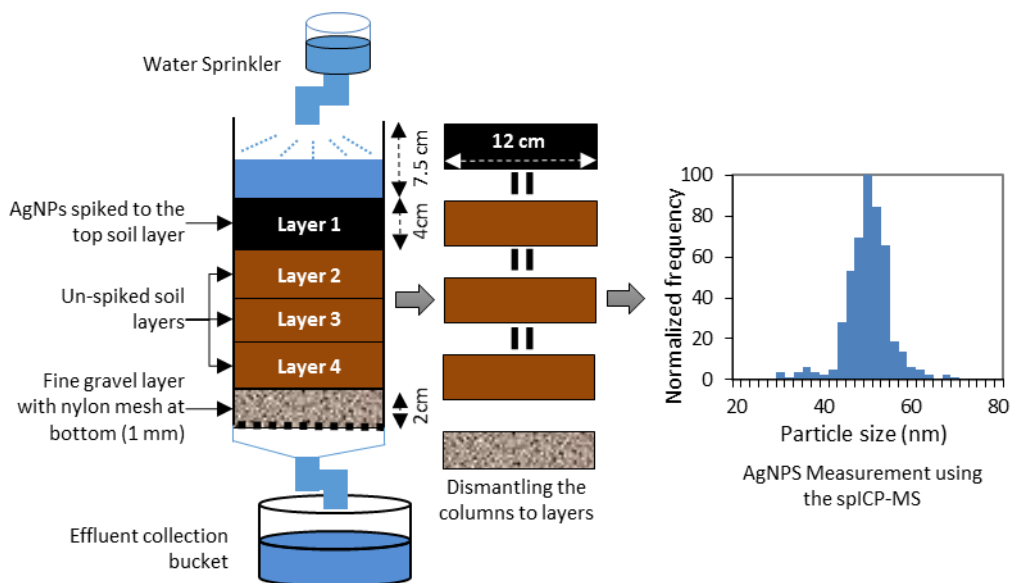 Water Sprinkler
7.5 cm
AgNPs spiked to the
top soil layer
Layer 1
4cm
Layer 2
Un-spiked soil
layers
Layer 3
Layer 4
Fine gravel layer
with nylon mesh at
bottom (1 mm)
2cm
Effluent collection
bucket
12 cm
Dismantling the
columns to layers
Normalized frequency
100
80
60
40
20
0
20
40
60
80
Particle size (nm)
AgNPS Measurement using
the spICP-MS